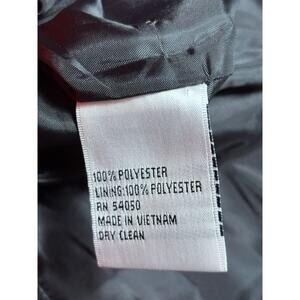 100% POLYESTER
LINING:100% POLYESTER
RN 54050
MADE IN VIETNAM
DRY CLEAN